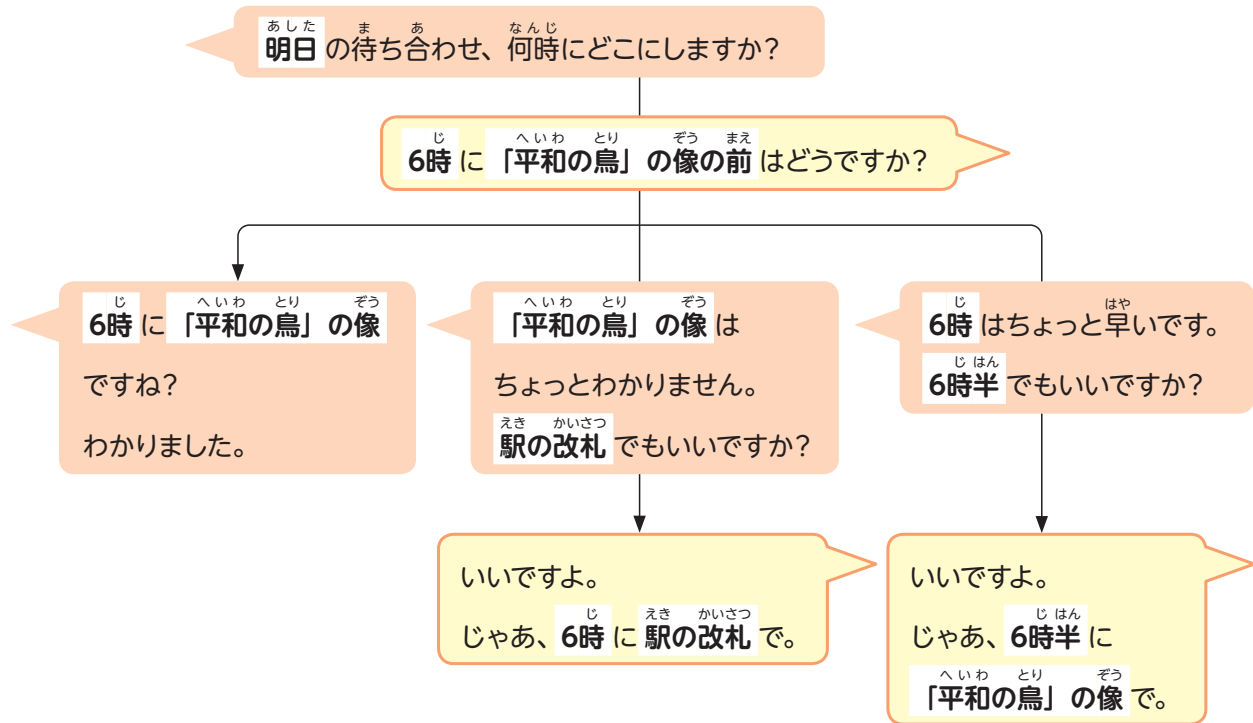 明日の待ち合わせ、何時にどこにしますか？
6時に「平和の鳥」の像の前はどうですか？
6時に「平和の鳥」の像
ですね？
わかりました。
「平和の鳥」の像は
ちょっとわかりません。
駅の改札でもいいですか？
6時はちょっと早いです。
6時半でもいいですか？
いいですよ。
じゃあ、6時に駅の改札で。
いいですよ。
じゃあ、6時半に
「平和の鳥」の像で。